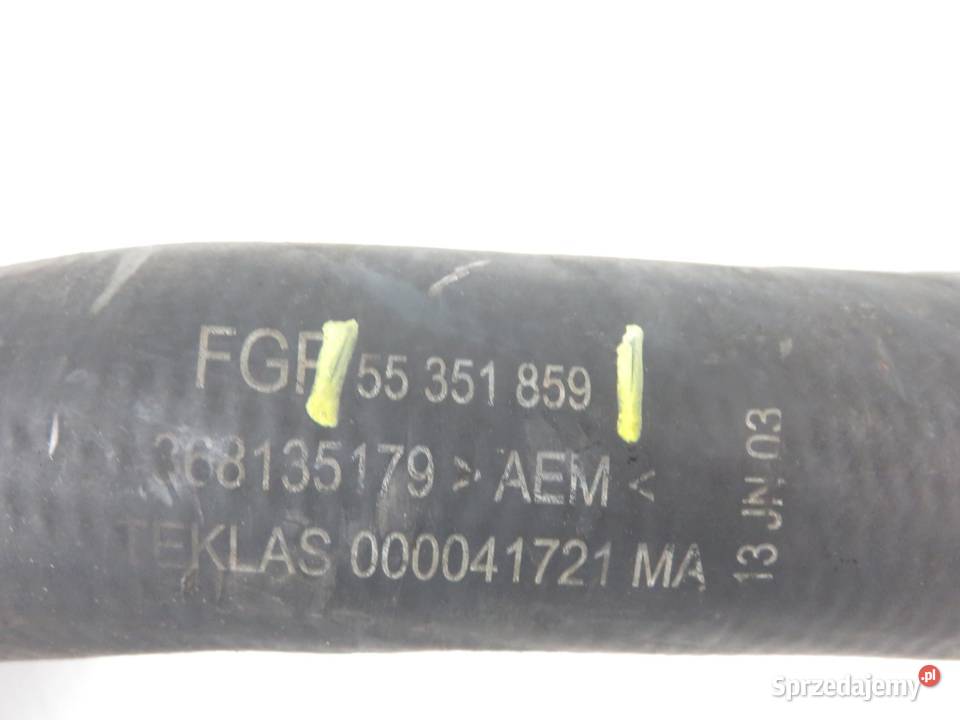 FGP 55 351 859
368135179 > AEM <
TEKLAS 000041721 MA
13 JN 03
Sprzedajemy.pl